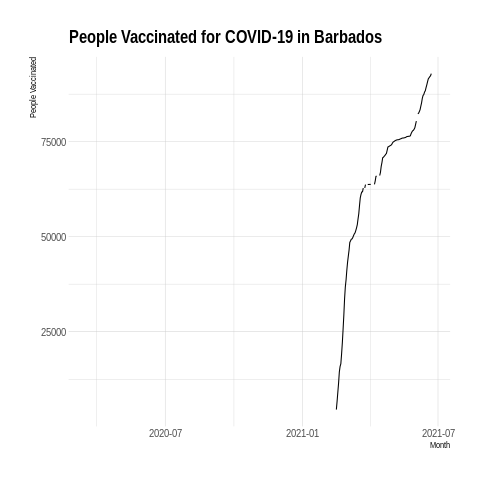 People Vaccinated for COVID-19 in Barbados
People Vaccinated
75000
50000
25000
2020-07
2021-01
2021-07
Month